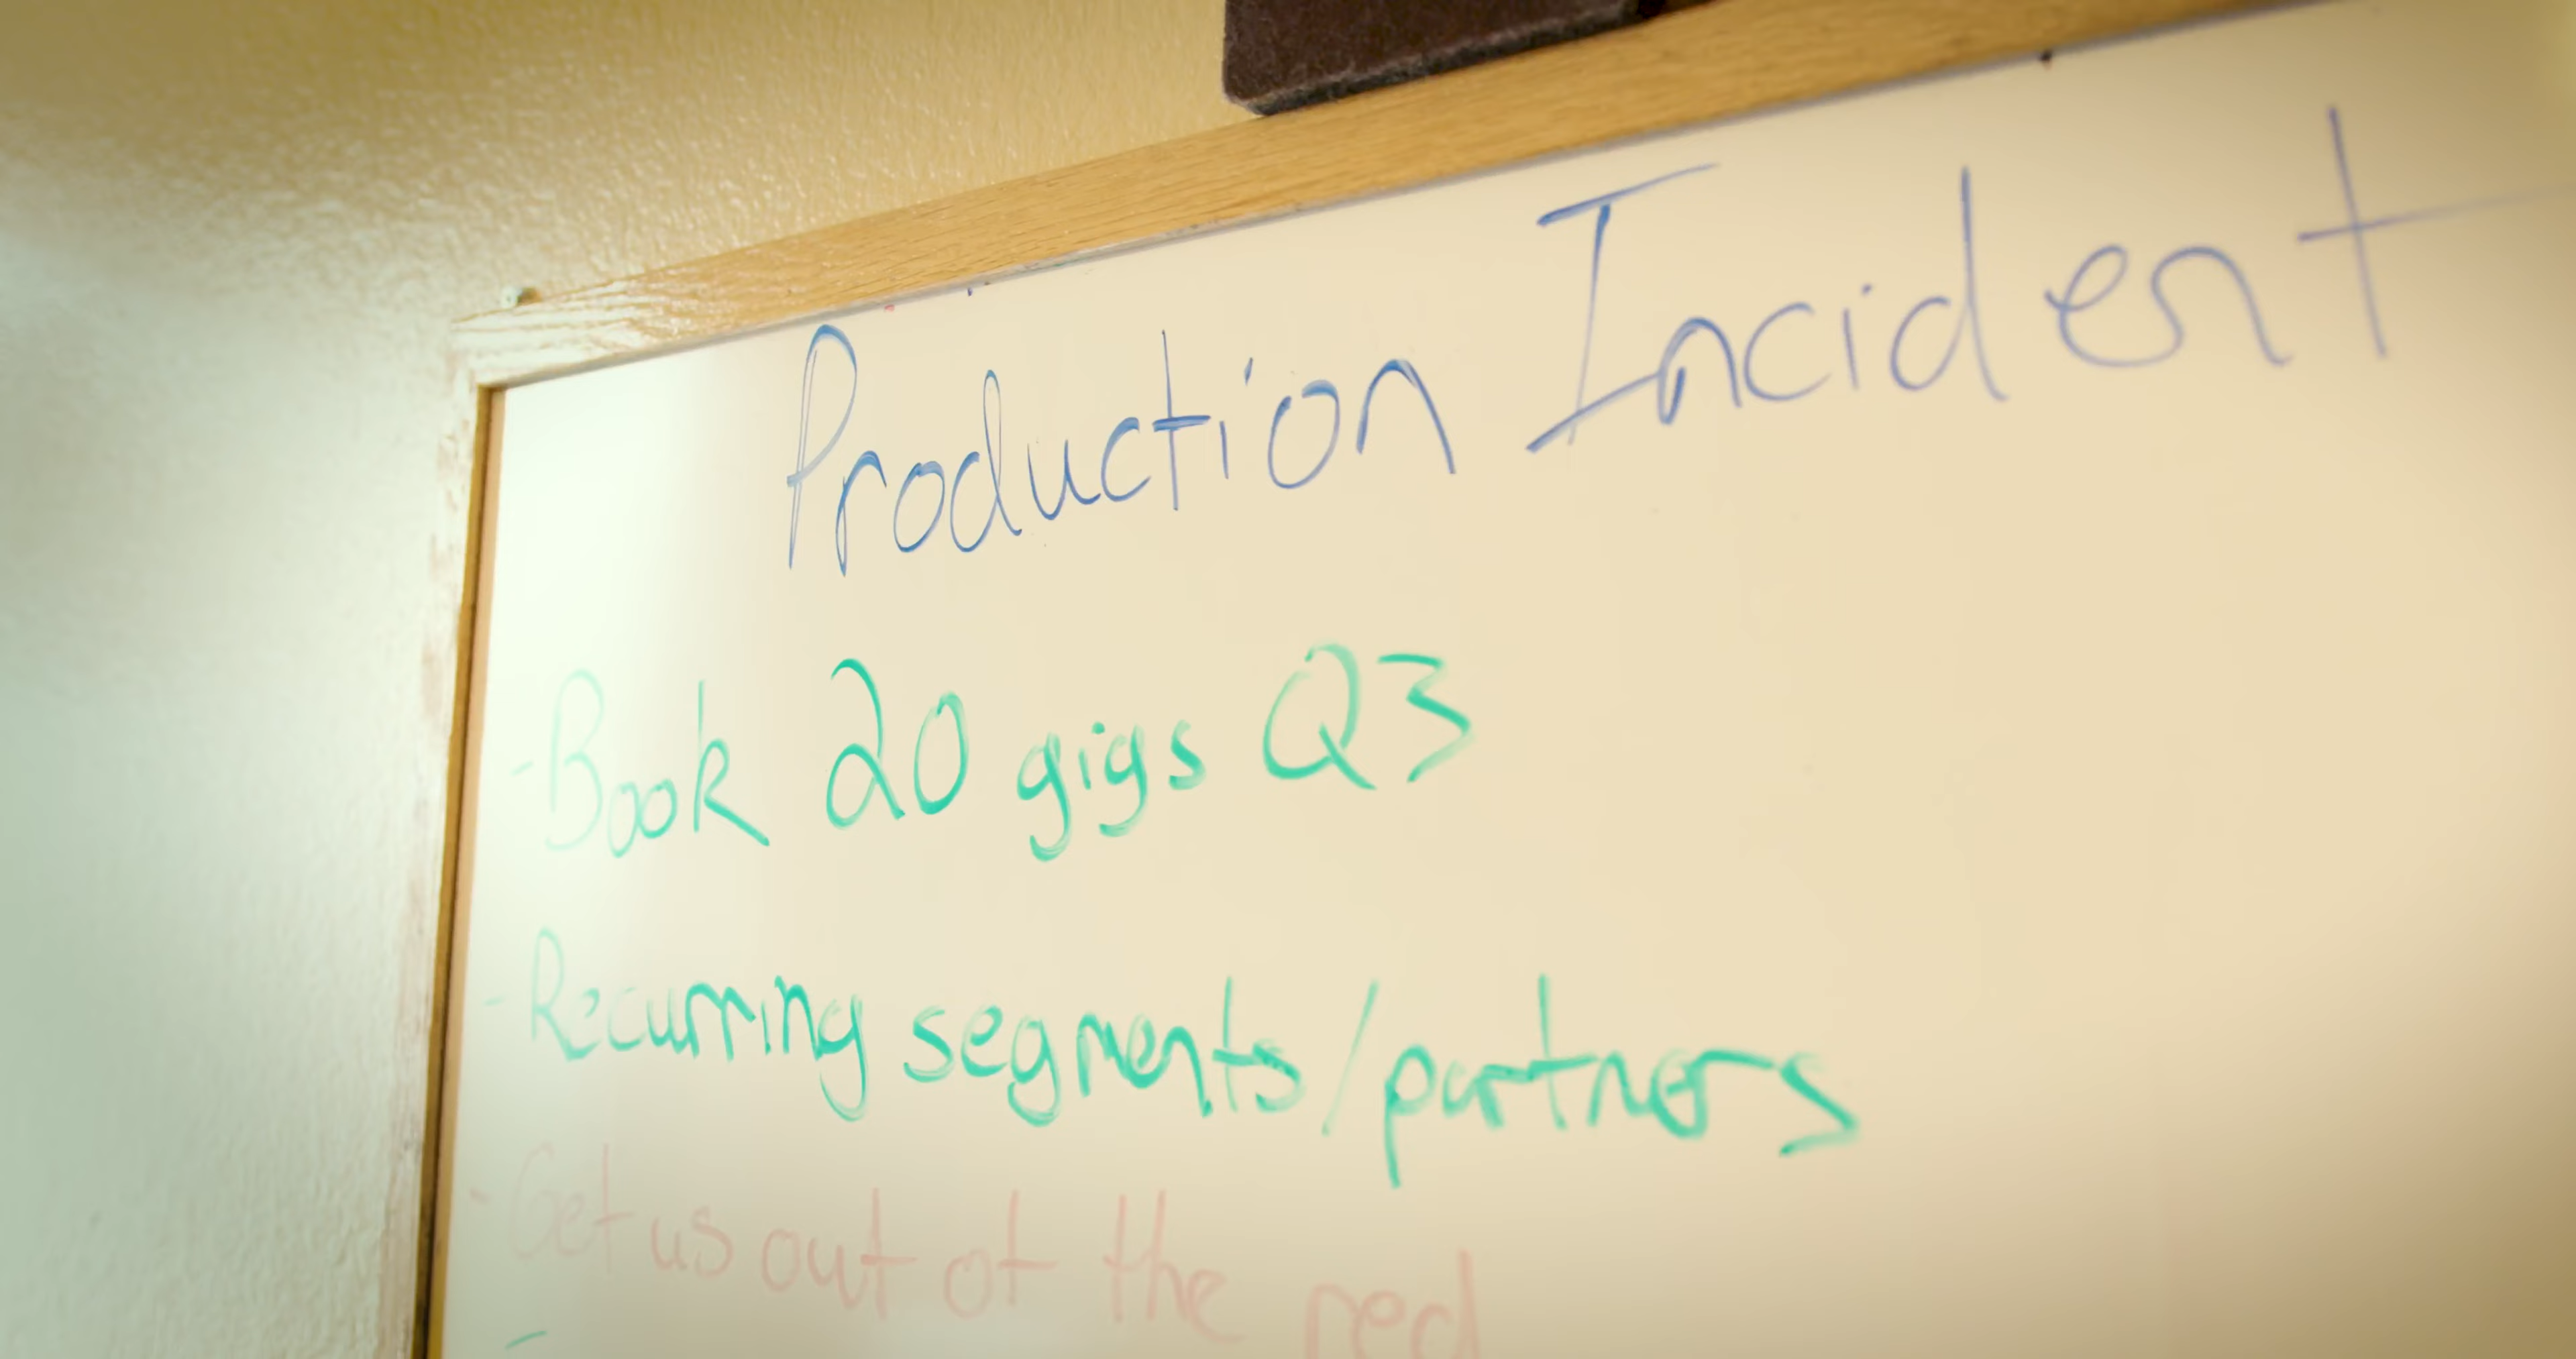 Production Incident
-Book 20 gigs Q3
-Recurring segments/partners
-Get us out of the red
-